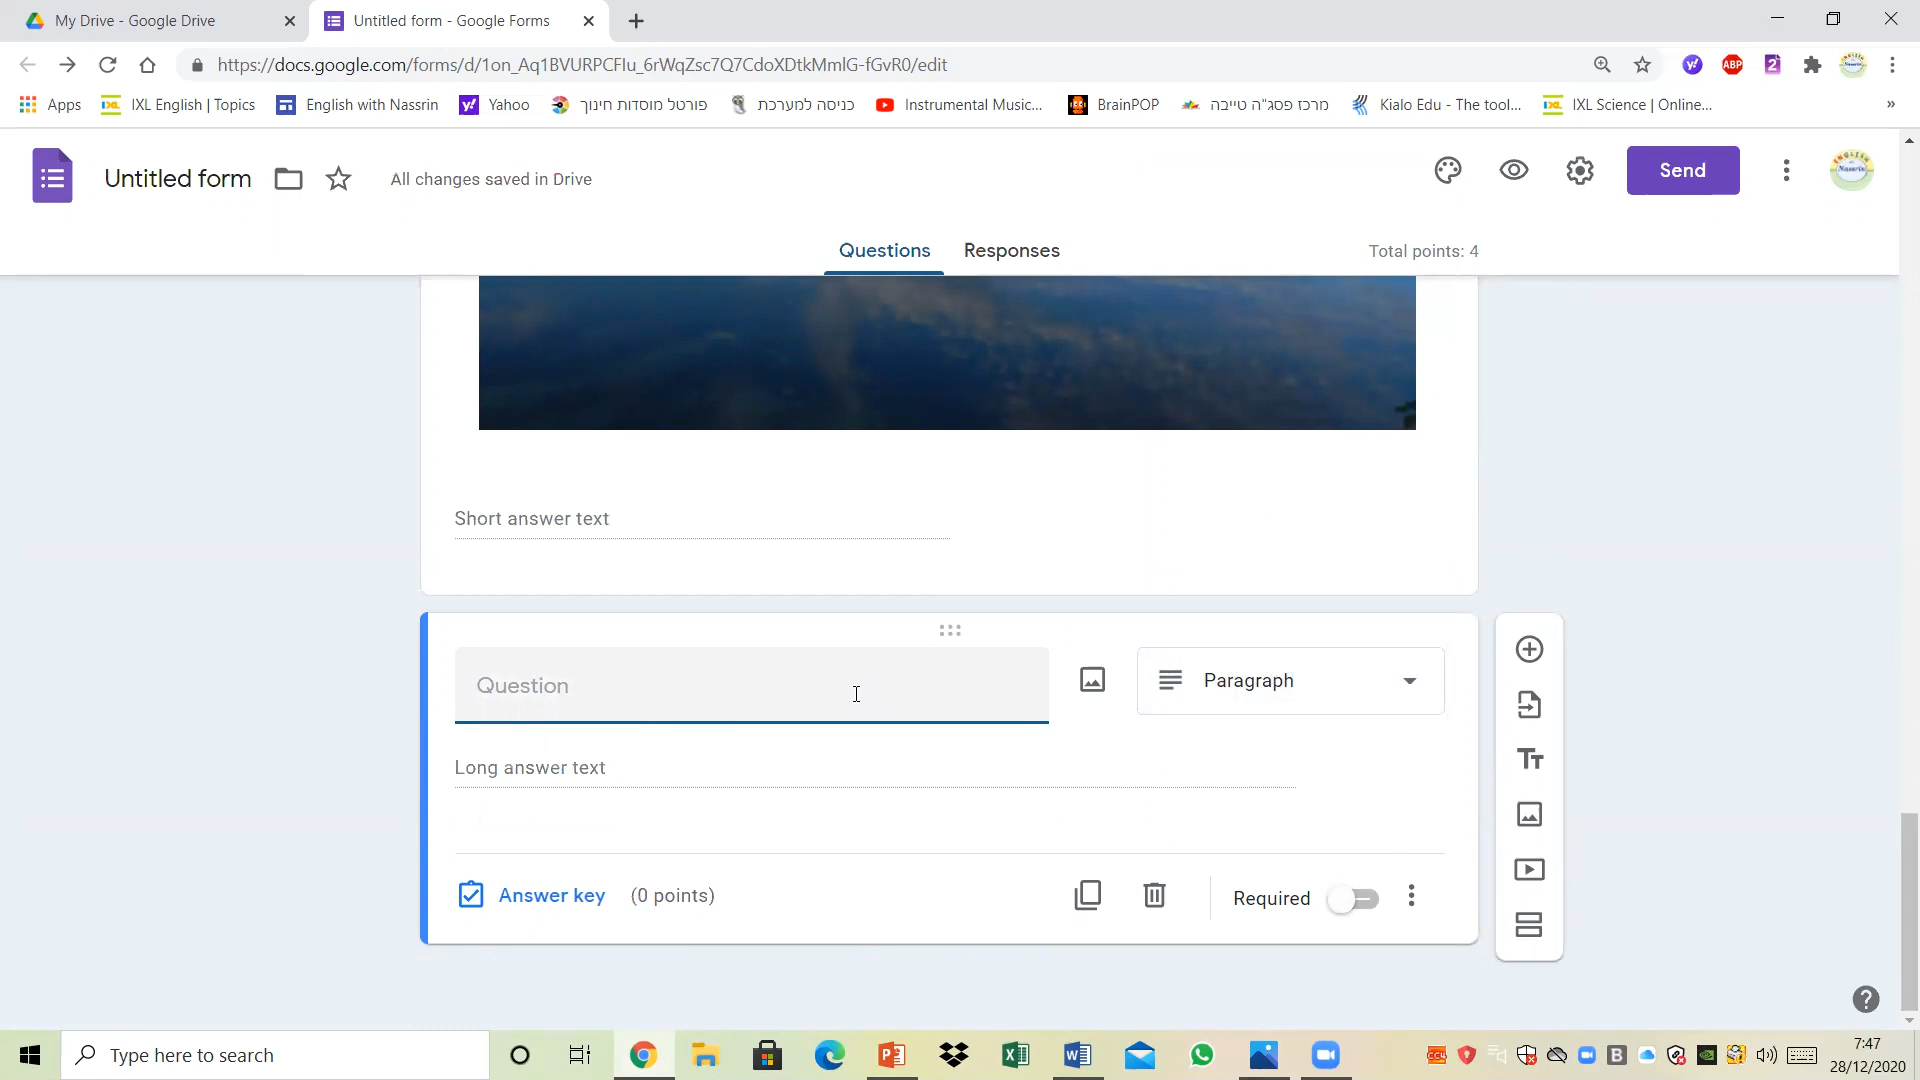 My Drive - Google Drive
Untitled form - Google Forms
https://docs.google.com/forms/d/1on_Aq1BVURPCFIu_6rWqZsc7Q7CdoXDtkMmlG-fGvR0/edit
Apps
IXL English | Topics
English with Nassrin
Yahoo
פורטל מוסדות חינוך
כניסה למערכת
Instrumental Music...
BrainPOP
מרכז פסג"ה טייבה
Kialo Edu - The tool...
IXL Science | Online...
»
Untitled form
All changes saved in Drive
Send
Questions
Responses
Total points: 4
Short answer text
Question
Paragraph
Long answer text
Answer key
(0 points)
Required
Type here to search
7:47
28/12/2020